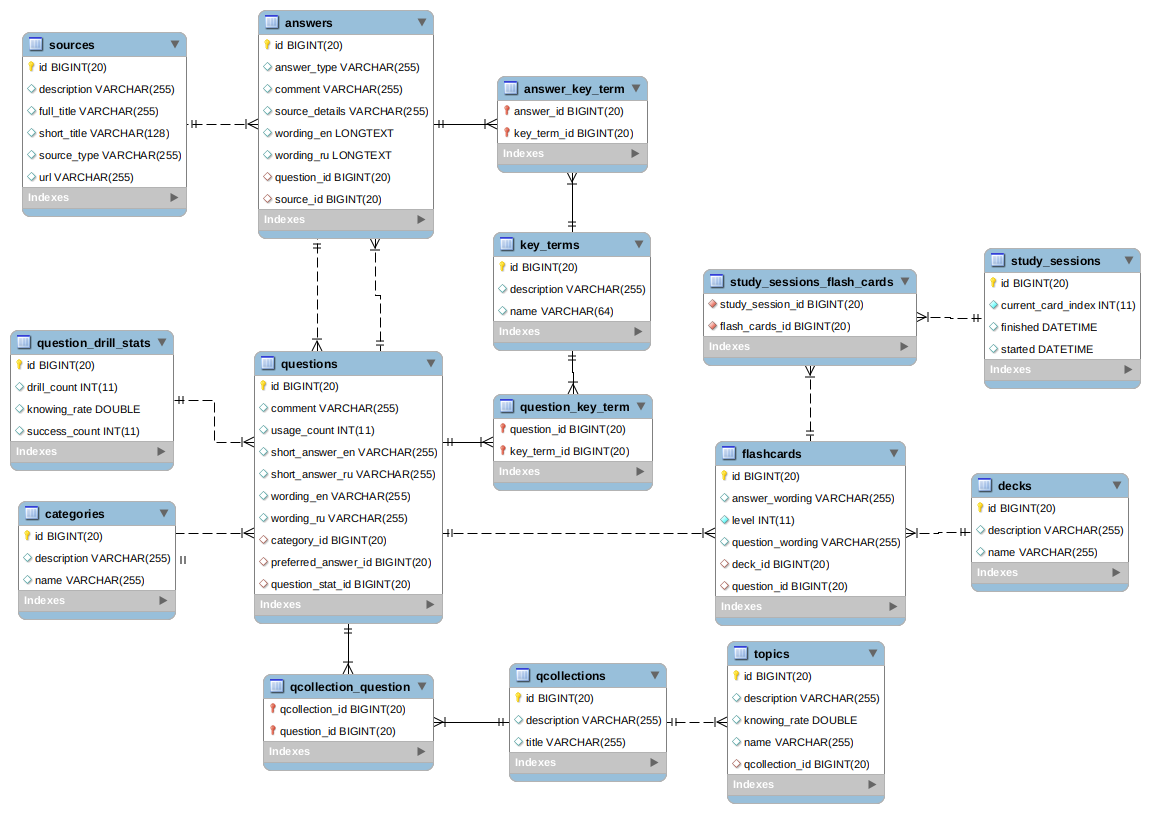 sources
id BIGINT(20)
description VARCHAR(255)
full_title VARCHAR(255)
short_title VARCHAR(128)
source_type VARCHAR(255)
url VARCHAR(255)
Indexes
answers
id BIGINT(20)
answer_type VARCHAR(255)
comment VARCHAR(255)
source_details VARCHAR(255)
wording_en LONGTEXT
wording_ru LONGTEXT
question_id BIGINT(20)
source_id BIGINT(20)
Indexes
answer_key_term
answer_id BIGINT(20)
key_term_id BIGINT(20)
Indexes
key_terms
id BIGINT(20)
description VARCHAR(255)
name VARCHAR(64)
Indexes
study_sessions_flash_cards
study_session_id BIGINT(20)
flash_cards_id BIGINT(20)
Indexes
study_sessions
id BIGINT(20)
current_card_index INT(11)
finished DATETIME
started DATETIME
Indexes
question_drill_stats
id BIGINT(20)
drill_count INT(11)
knowing_rate DOUBLE
success_count INT(11)
Indexes
questions
id BIGINT(20)
comment VARCHAR(255)
usage_count INT(11)
short_answer_en VARCHAR(255)
short_answer_ru VARCHAR(255)
wording_en VARCHAR(255)
wording_ru VARCHAR(255)
category_id BIGINT(20)
preferred_answer_id BIGINT(20)
question_stat_id BIGINT(20)
Indexes
question_key_term
question_id BIGINT(20)
key_term_id BIGINT(20)
Indexes
flashcards
id BIGINT(20)
answer_wording VARCHAR(255)
level INT(11)
question_wording VARCHAR(255)
deck_id BIGINT(20)
question_id BIGINT(20)
Indexes
decks
id BIGINT(20)
description VARCHAR(255)
name VARCHAR(255)
Indexes
categories
id BIGINT(20)
description VARCHAR(255)
name VARCHAR(255)
Indexes
qcollection_question
qcollection_id BIGINT(20)
question_id BIGINT(20)
Indexes
qcollections
id BIGINT(20)
description VARCHAR(255)
title VARCHAR(255)
Indexes
topics
id BIGINT(20)
description VARCHAR(255)
knowing_rate DOUBLE
name VARCHAR(255)
qcollection_id BIGINT(20)
Indexes